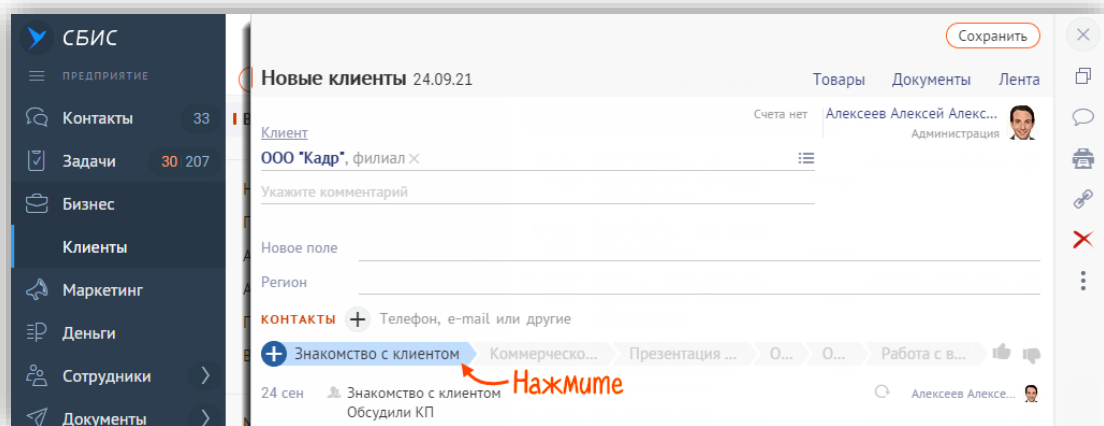 СБИС
ПРЕДПРИЯТИЕ
Контакты 33
Задачи 30 207
Бизнес
Клиенты
Маркетинг
Деньги
Сотрудники
Документы
Сохранить
Новые клиенты 24.09.21 Товары Документы Лента
Счета нет Алексеев Алексей Алекс...
Администрация
Клиент
ООО "Кадр", филиал
Укажите комментарий
Новое поле
Регион
КОНТАКТЫ Телефон, e-mail или другие
Знакомство с клиентом Коммерческо... Презентация ... О... О... Работа с в...
Нажмите
24 сен Знакомство с клиентом Алексеев Алексе...
Обсудили КП